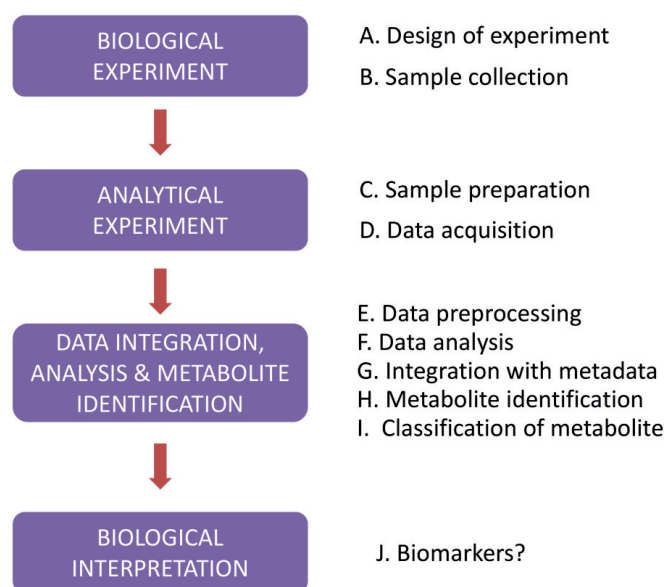 BIOLOGICAL
EXPERIMENT
A. Design of experiment
B. Sample collection
ANALYTICAL
EXPERIMENT
C. Sample preparation
D. Data acquisition
DATA INTEGRATION,
ANALYSIS & METABOLITE
IDENTIFICATION
E. Data preprocessing
F. Data analysis
G. Integration with metadata
H. Metabolite identification
I. Classification of metabolite
BIOLOGICAL
INTERPRETATION
J. Biomarkers?